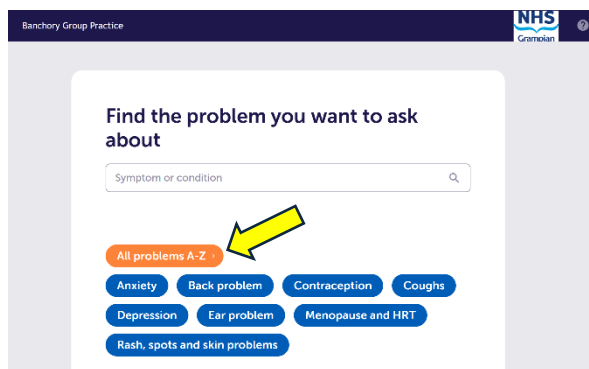 Banchory Group Practice
NHS
Grampian
?
Find the problem you want to ask
about
Symptom or condition
All problems A-Z ›
Anxiety Back problem Contraception Coughs
Depression Ear problem Menopause and HRT
Rash, spots and skin problems